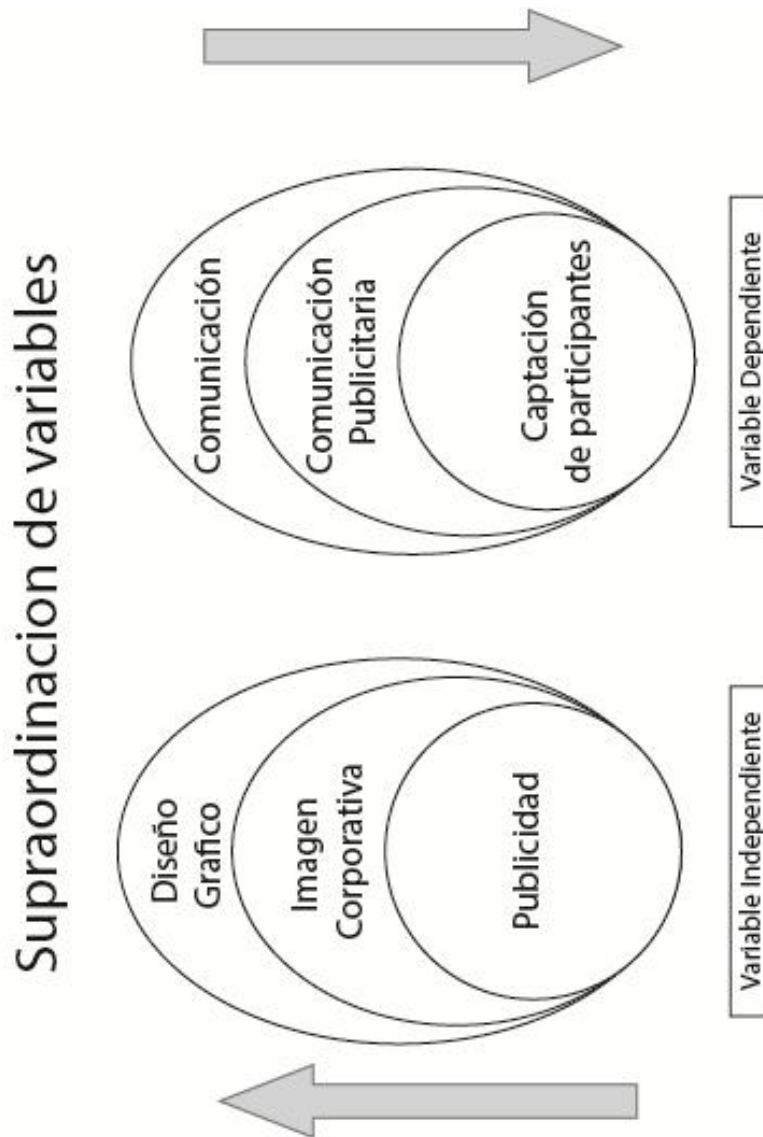 Supraordinacion de variables
Diseño
Grafico
Imagen
Corporativa
Publicidad
Variable Independiente
Comunicación
Comunicación
Publicitaria
Captación
de participantes
Variable Dependiente